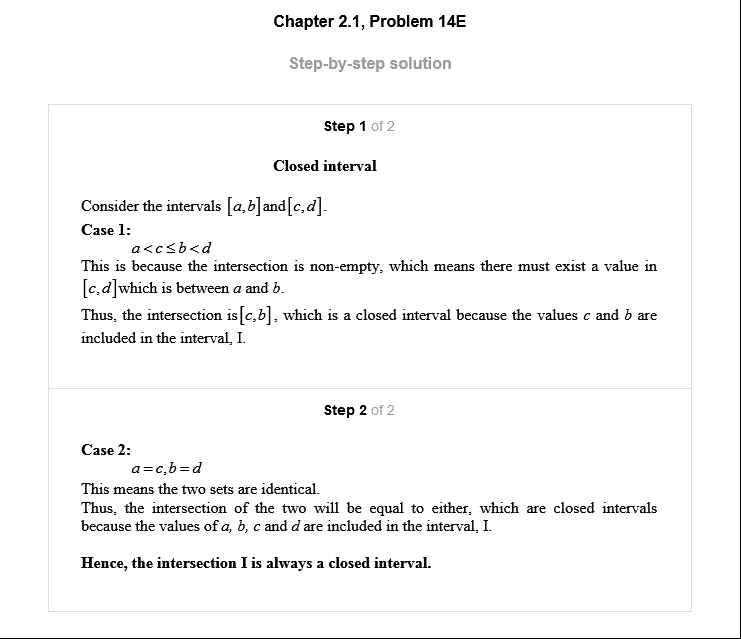 Chapter 2.1, Problem 14E
Step-by-step solution
Step 1 of 2
Closed interval
Consider the intervals [a,b]and[c,d].
Case 1:
a<c≤b<d
This is because the intersection is non-empty, which means there must exist a value in
[c,d]which is between a and b.
Thus, the intersection is[c,b], which is a closed interval because the values c and b are
included in the interval, I.
Step 2 of 2
Case 2:
a=c,b=d
This means the two sets are identical.
Thus, the intersection of the two will be equal to either, which are closed intervals
because the values of a, b, c and d are included in the interval, I.
Hence, the intersection I is always a closed interval.